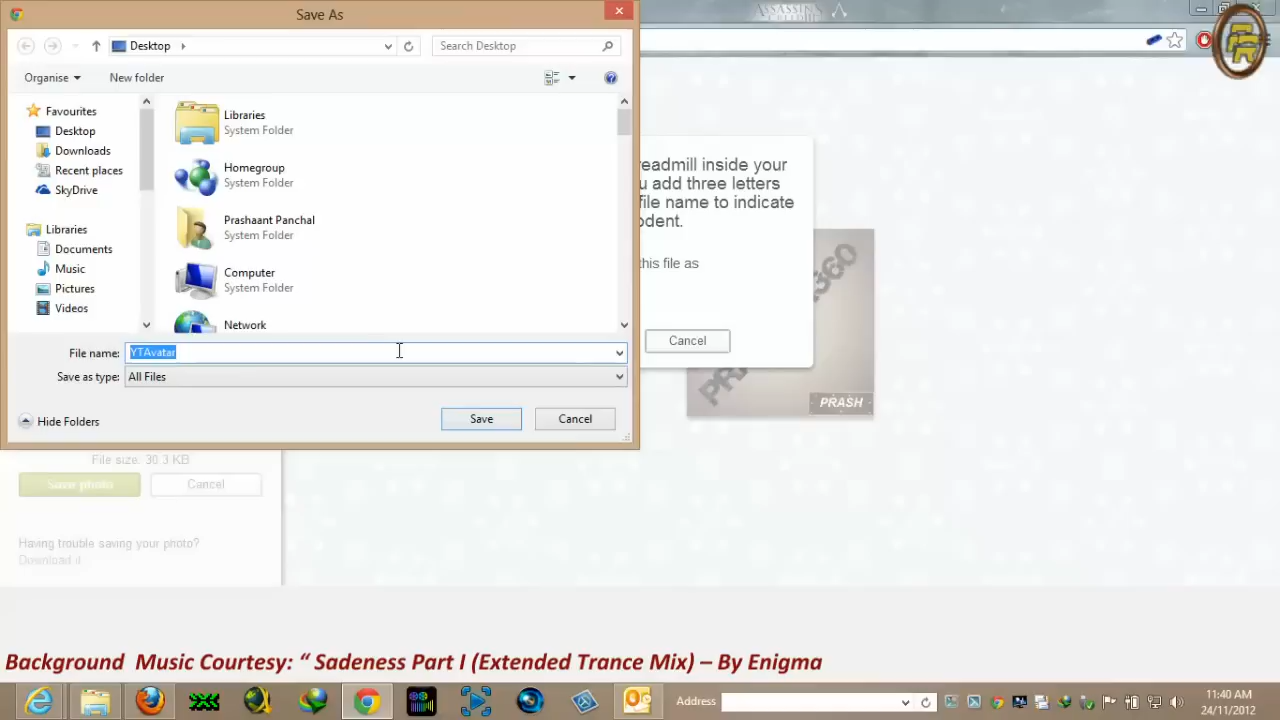 Save As
Desktop
Search Desktop
Organise
New folder
Favourites
Desktop
Downloads
Recent places
SkyDrive
Libraries
Documents
Music
Pictures
Videos
Libraries
System Folder
Homegroup
System Folder
Prashaant Panchal
System Folder
Computer
System Folder
Network
File name:
YTAvatar
Save as type:
All Files
Hide Folders
Save
Cancel
eadmill inside your
u add three letters
file name to indicate
dent.
this file as
Cancel
360
PRASH
File size: 30.3 KB
Save photo
Cancel
Having trouble saving your photo?
Download it
Background Music Courtesy: “ Sadeness Part I (Extended Trance Mix) – By Enigma
Address
11:40 AM
24/11/2012